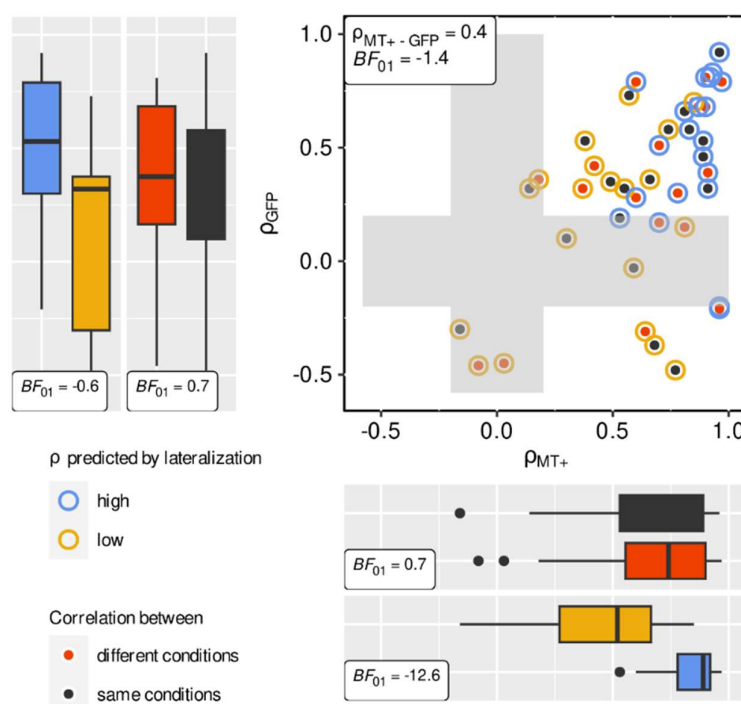 ρMT+ - GFP = 0.4
BF01 = -1.4
1.0
0.5
0.0
-0.5
ρGFP
-0.5
0.0
0.5
1.0
ρMT+
BF01 = -0.6
BF01 = 0.7
ρ predicted by lateralization
high
low
Correlation between
different conditions
same conditions
BF01 = 0.7
BF01 = -12.6